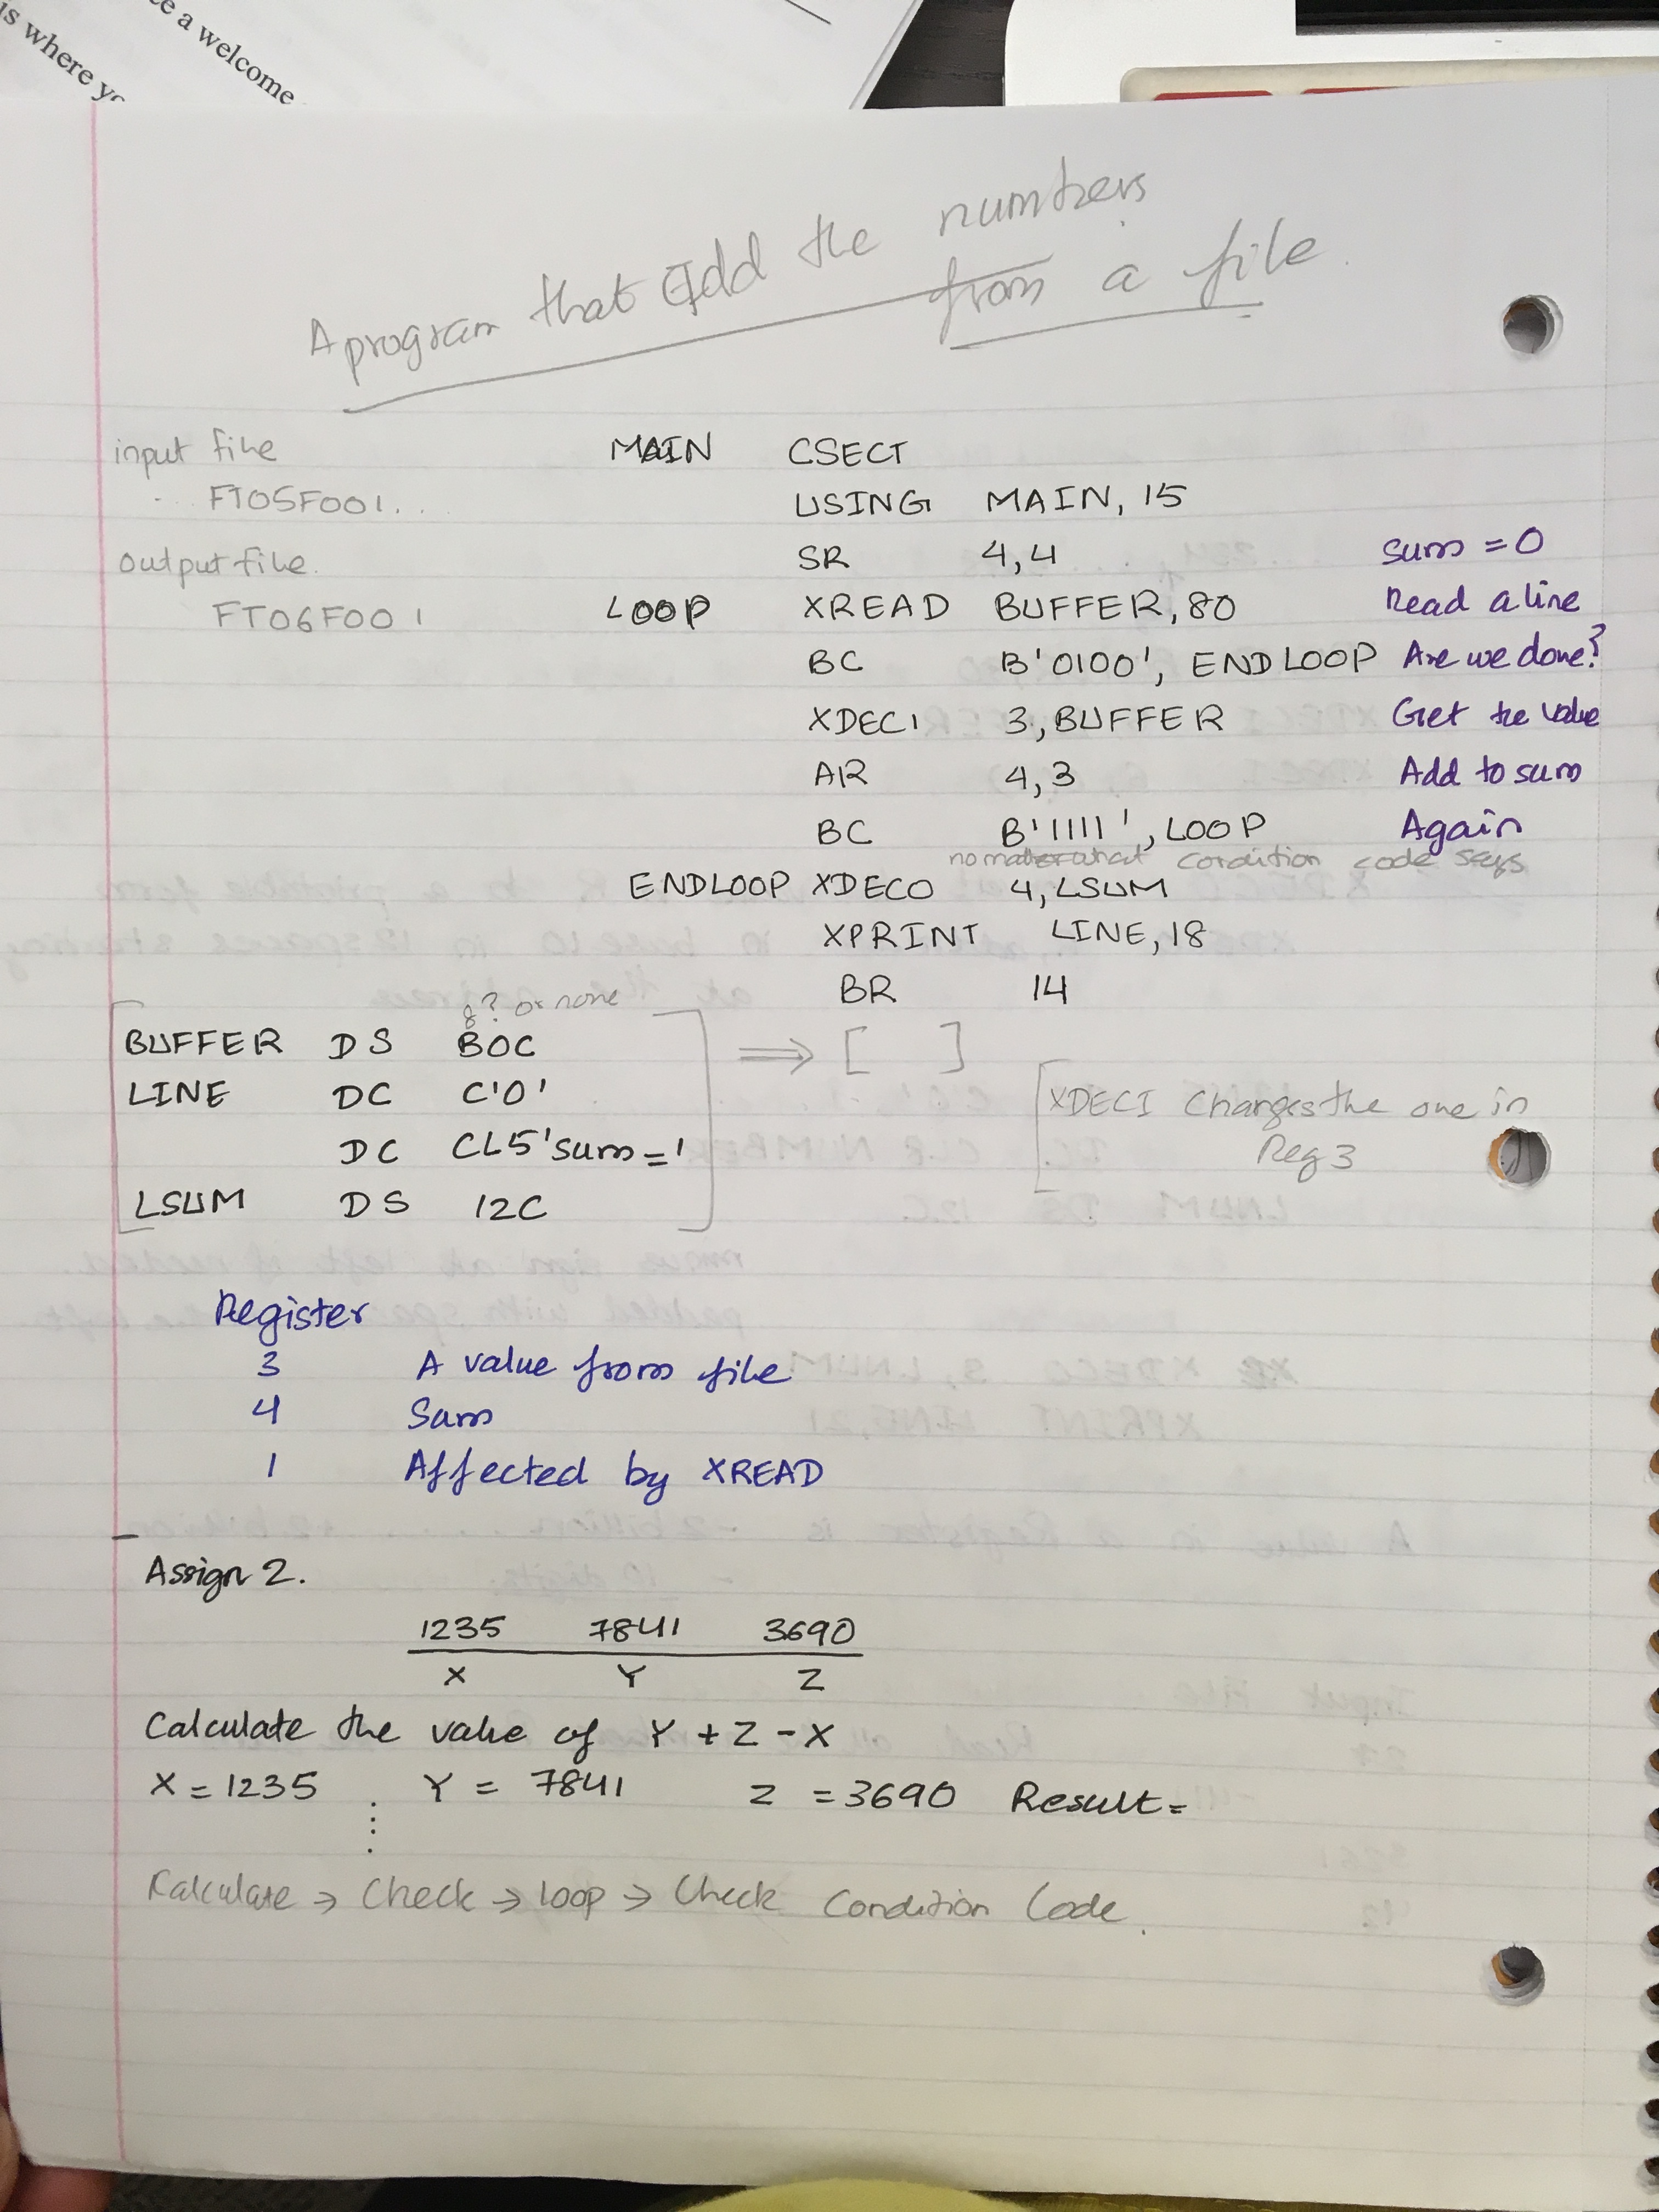 is where
a welcome
A program that Add the numbers
from a file.
input file
FT05F001..
output file.
FT06F001
MAIN CSECT
USING MAIN, 15
SR 4,4 sum = 0
LOOP XREAD BUFFER, 80 Read a line
BC B'0100', ENDLOOP Are we done?
XDECI 3, BUFFER Get the value
AR 4,3 Add to sum
BC B'1111', LOOP Again
no matter what condition code says
ENDLOOP XDECO 4, LSUM
XPRINT LINE, 18
BR 14
8? or none
BUFFER DS BOC ⇒ [ ]
LINE DC C'0'
DC CL5'sum='
LSUM DS 12C
[XDECI Changes the one in
Reg 3
Register
3 A value from file
4 Sum
1 Affected by XREAD
Assign 2.
1235 7841 3690
X Y Z
Calculate the value of Y + Z - X
X = 1235 Y = 7841 Z = 3690 Result =
Calculate → Check → loop → Check Condition Code.